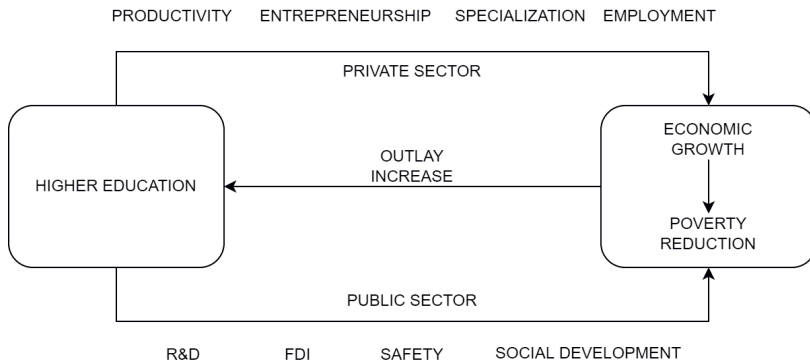 PRODUCTIVITY ENTREPRENEURSHIP SPECIALIZATION EMPLOYMENT
PRIVATE SECTOR
HIGHER EDUCATION
OUTLAY
INCREASE
ECONOMIC
GROWTH
POVERTY
REDUCTION
PUBLIC SECTOR
R&D FDI SAFETY SOCIAL DEVELOPMENT